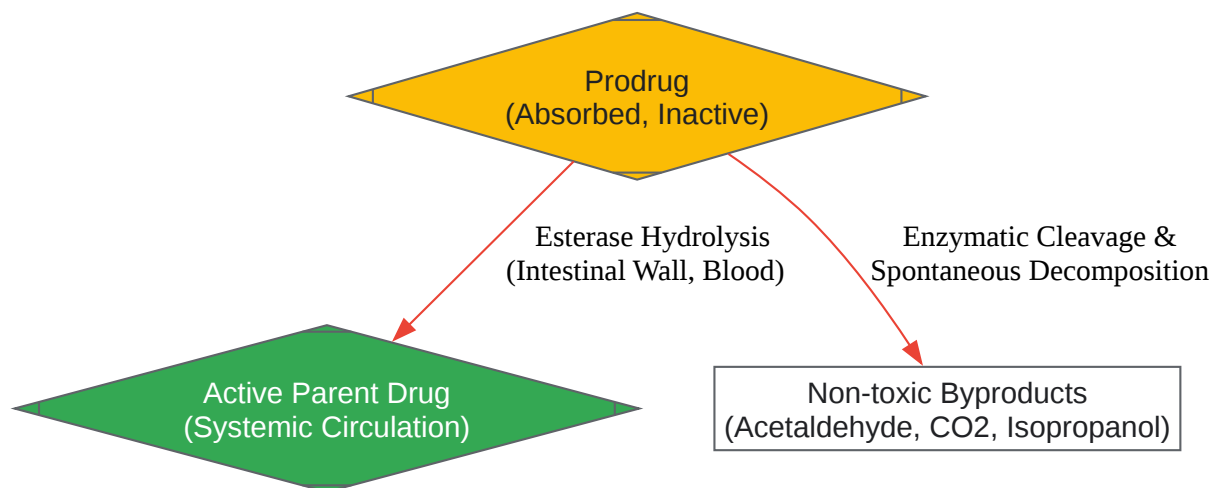 Prodrug
(Absorbed, Inactive)
Esterase Hydrolysis
(Intestinal Wall, Blood)
Enzymatic Cleavage &
Spontaneous Decomposition
Active Parent Drug
(Systemic Circulation)
Non-toxic Byproducts
(Acetaldehyde, CO2, Isopropanol)